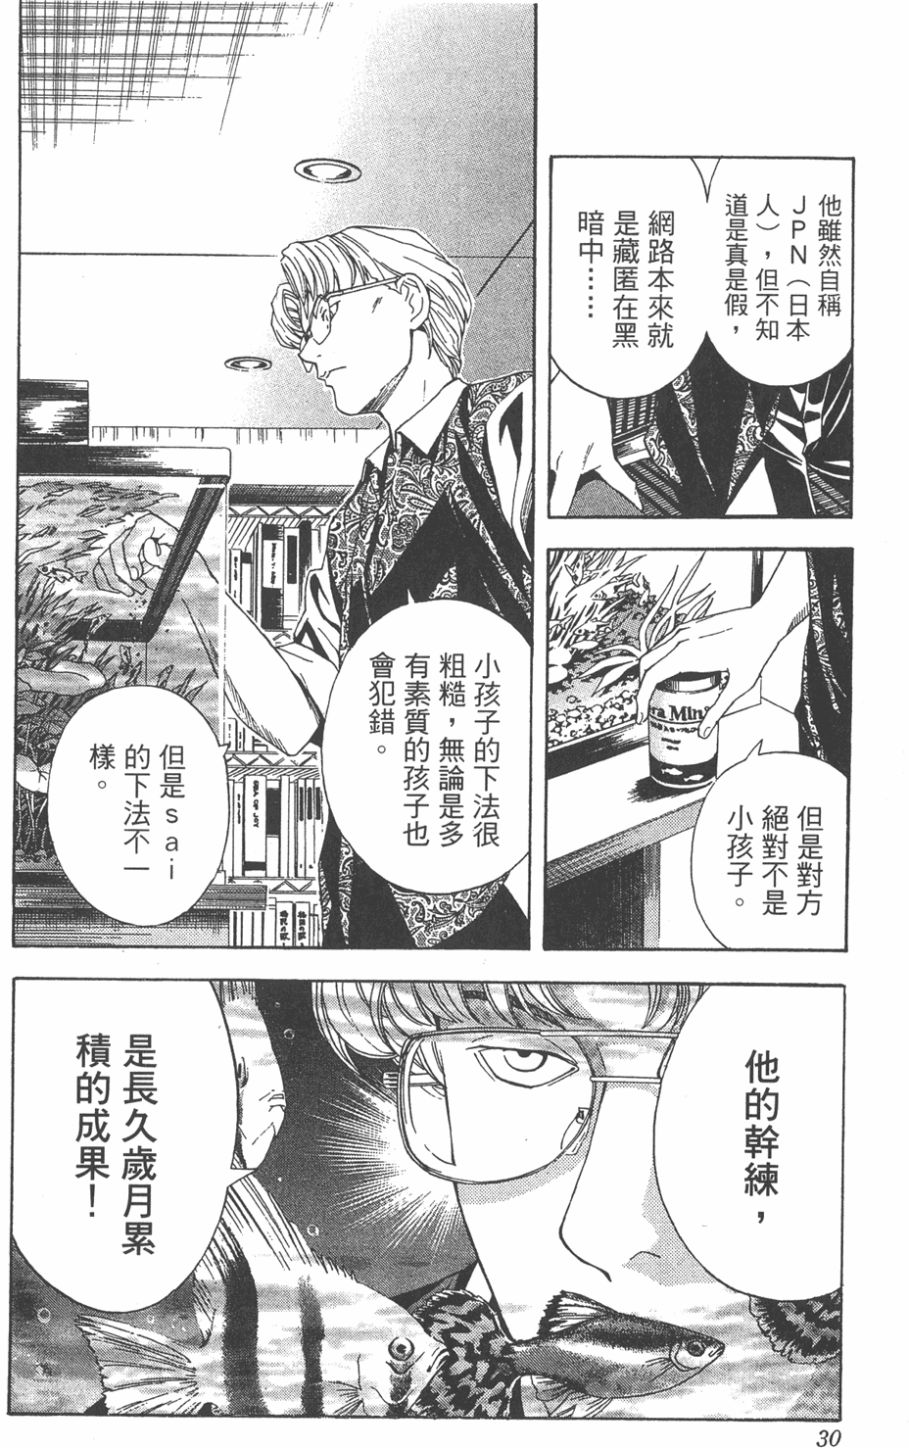 他雖然自稱
JPN（日本
人），但不知
道是真是假，
網路本來就
是藏匿在黑
暗中……
但是對方
絕對不是
小孩子。
小孩子的下法很
粗糙，無論是多
有素質的孩子也
會犯錯。
但是sai
的下法不一
樣。
他的幹練，
是長久歲月累
積的成果！
30